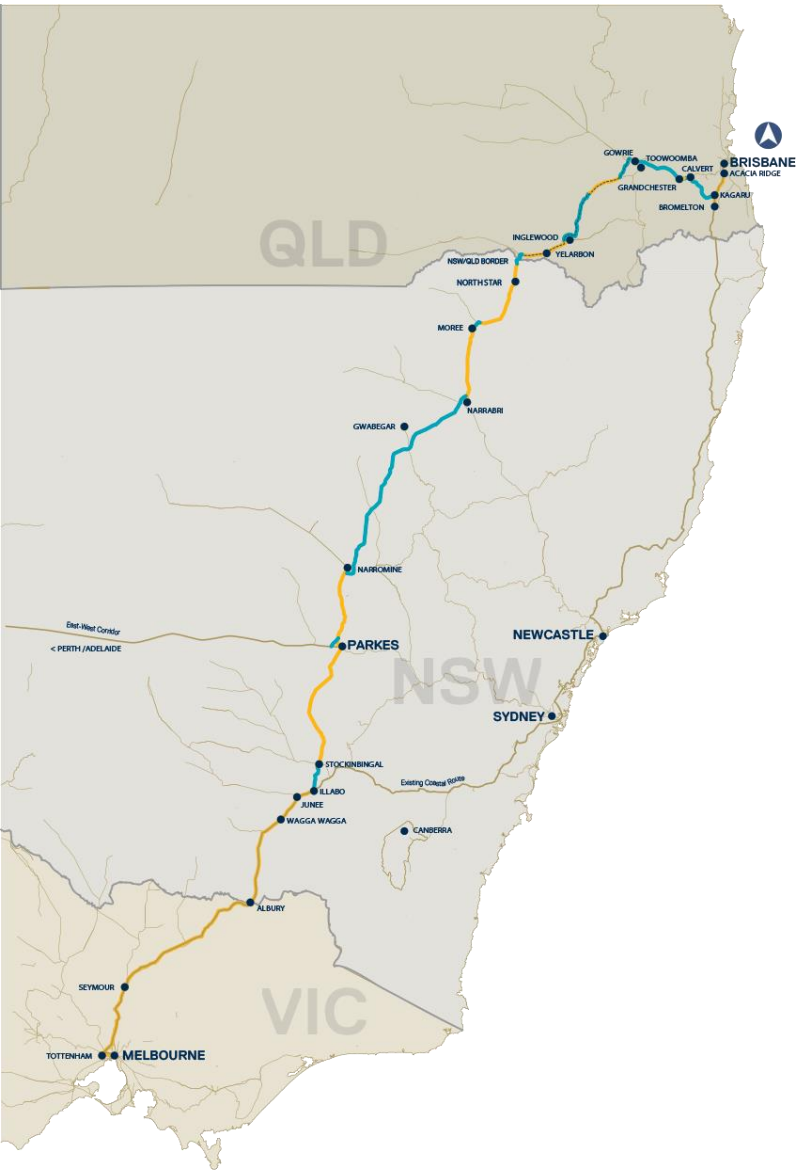 GOWRIE
TOOWOOMBA
BRISBANE
CALVERT
ACACIA RIDGE
GRANDCHESTER
KAGARU
BROMELTON
QLD
INGLEWOOD
YELARBON
NSW/QLD BORDER
NORTH STAR
MOREE
NARRABRI
GWABEGAR
NARROMINE
East-West Corridor
< PERTH /ADELAIDE
PARKES
NEWCASTLE
NSW
SYDNEY
STOCKINBINGAL
Existing Coastal Route
ILLABO
JUNEE
WAGGA WAGGA
CANBERRA
ALBURY
SEYMOUR
VIC
TOTTENHAM
MELBOURNE